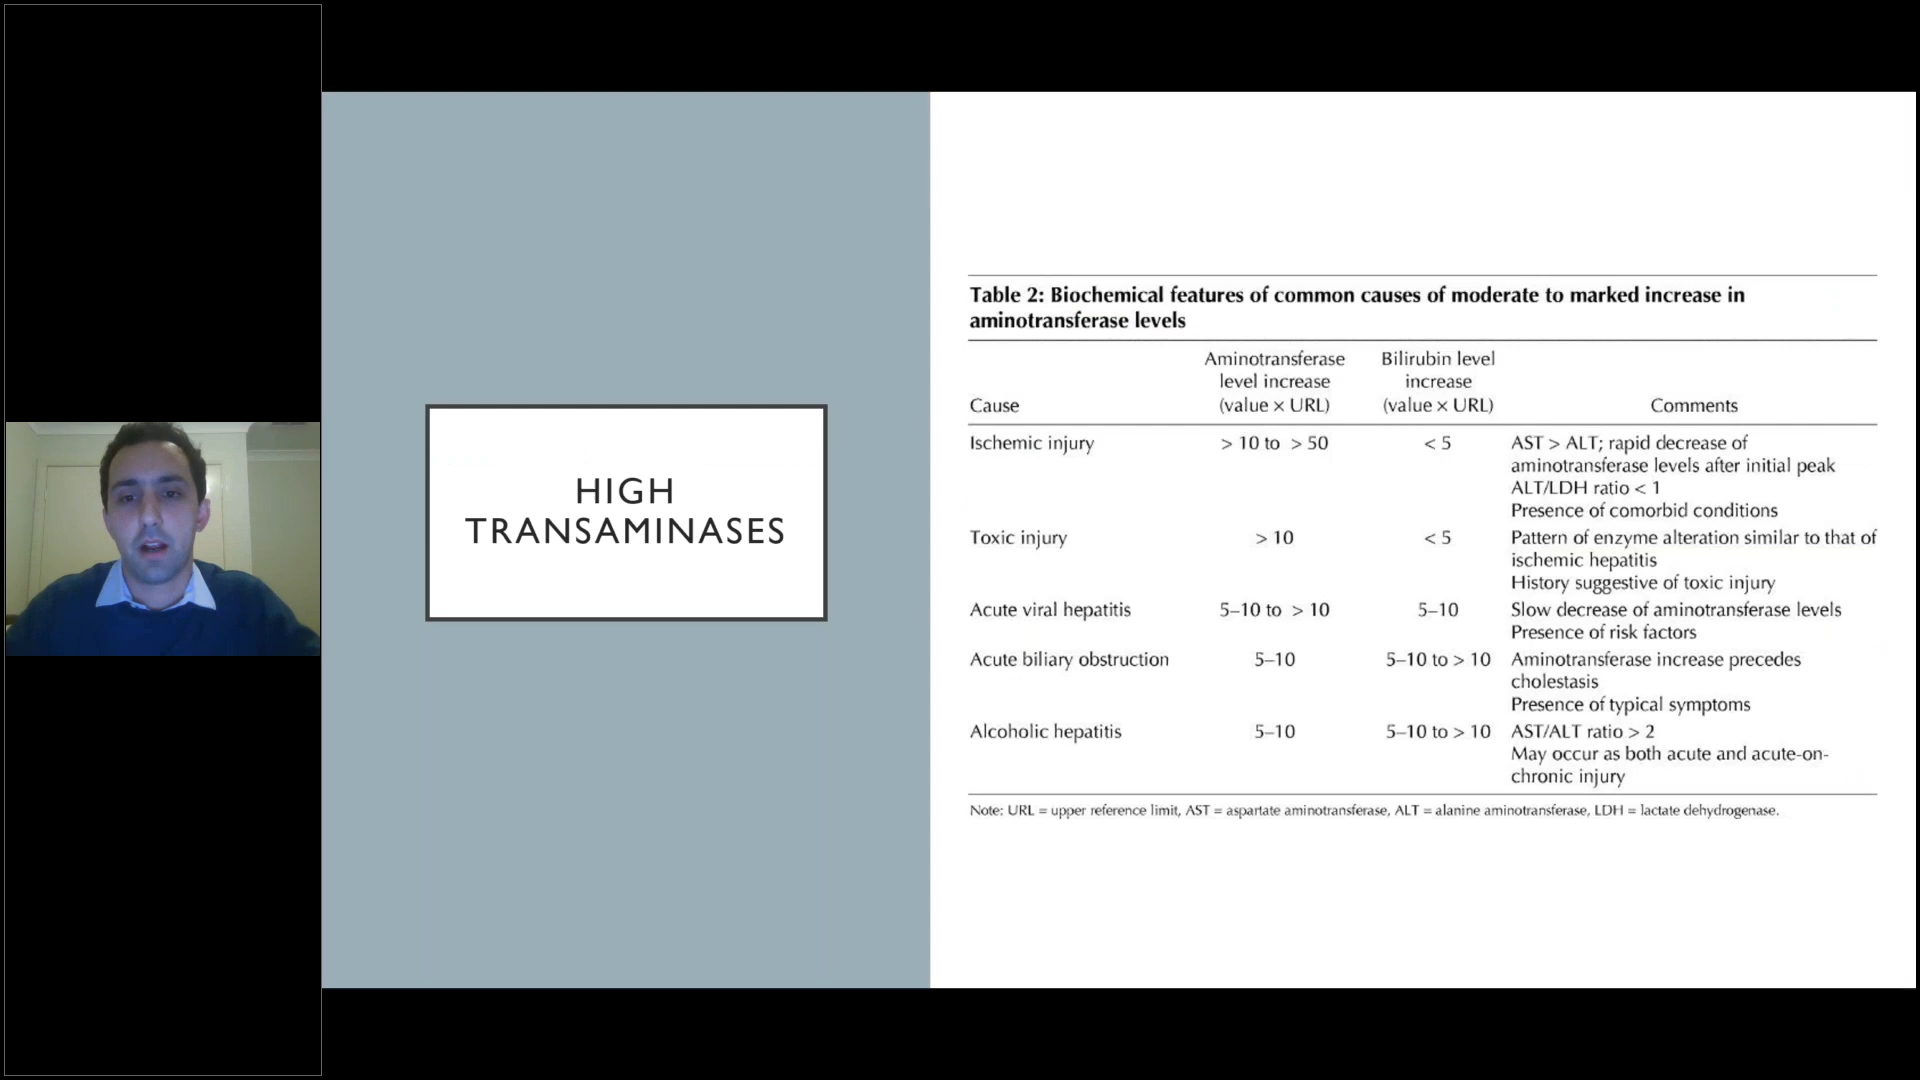 HIGH
TRANSAMINASES
Table 2: Biochemical features of common causes of moderate to marked increase in
aminotransferase levels
Cause
Aminotransferase
level increase
(value × URL)
Bilirubin level
increase
(value × URL)
Comments
Ischemic injury
> 10 to > 50
< 5
AST > ALT; rapid decrease of
aminotransferase levels after initial peak
ALT/LDH ratio < 1
Presence of comorbid conditions
Toxic injury
> 10
< 5
Pattern of enzyme alteration similar to that of
ischemic hepatitis
History suggestive of toxic injury
Acute viral hepatitis
5–10 to > 10
5–10
Slow decrease of aminotransferase levels
Presence of risk factors
Acute biliary obstruction
5–10
5–10 to > 10
Aminotransferase increase precedes
cholestasis
Presence of typical symptoms
Alcoholic hepatitis
5–10
5–10 to > 10
AST/ALT ratio > 2
May occur as both acute and acute-on-
chronic injury
Note: URL = upper reference limit, AST = aspartate aminotransferase, ALT = alanine aminotransferase, LDH = lactate dehydrogenase.